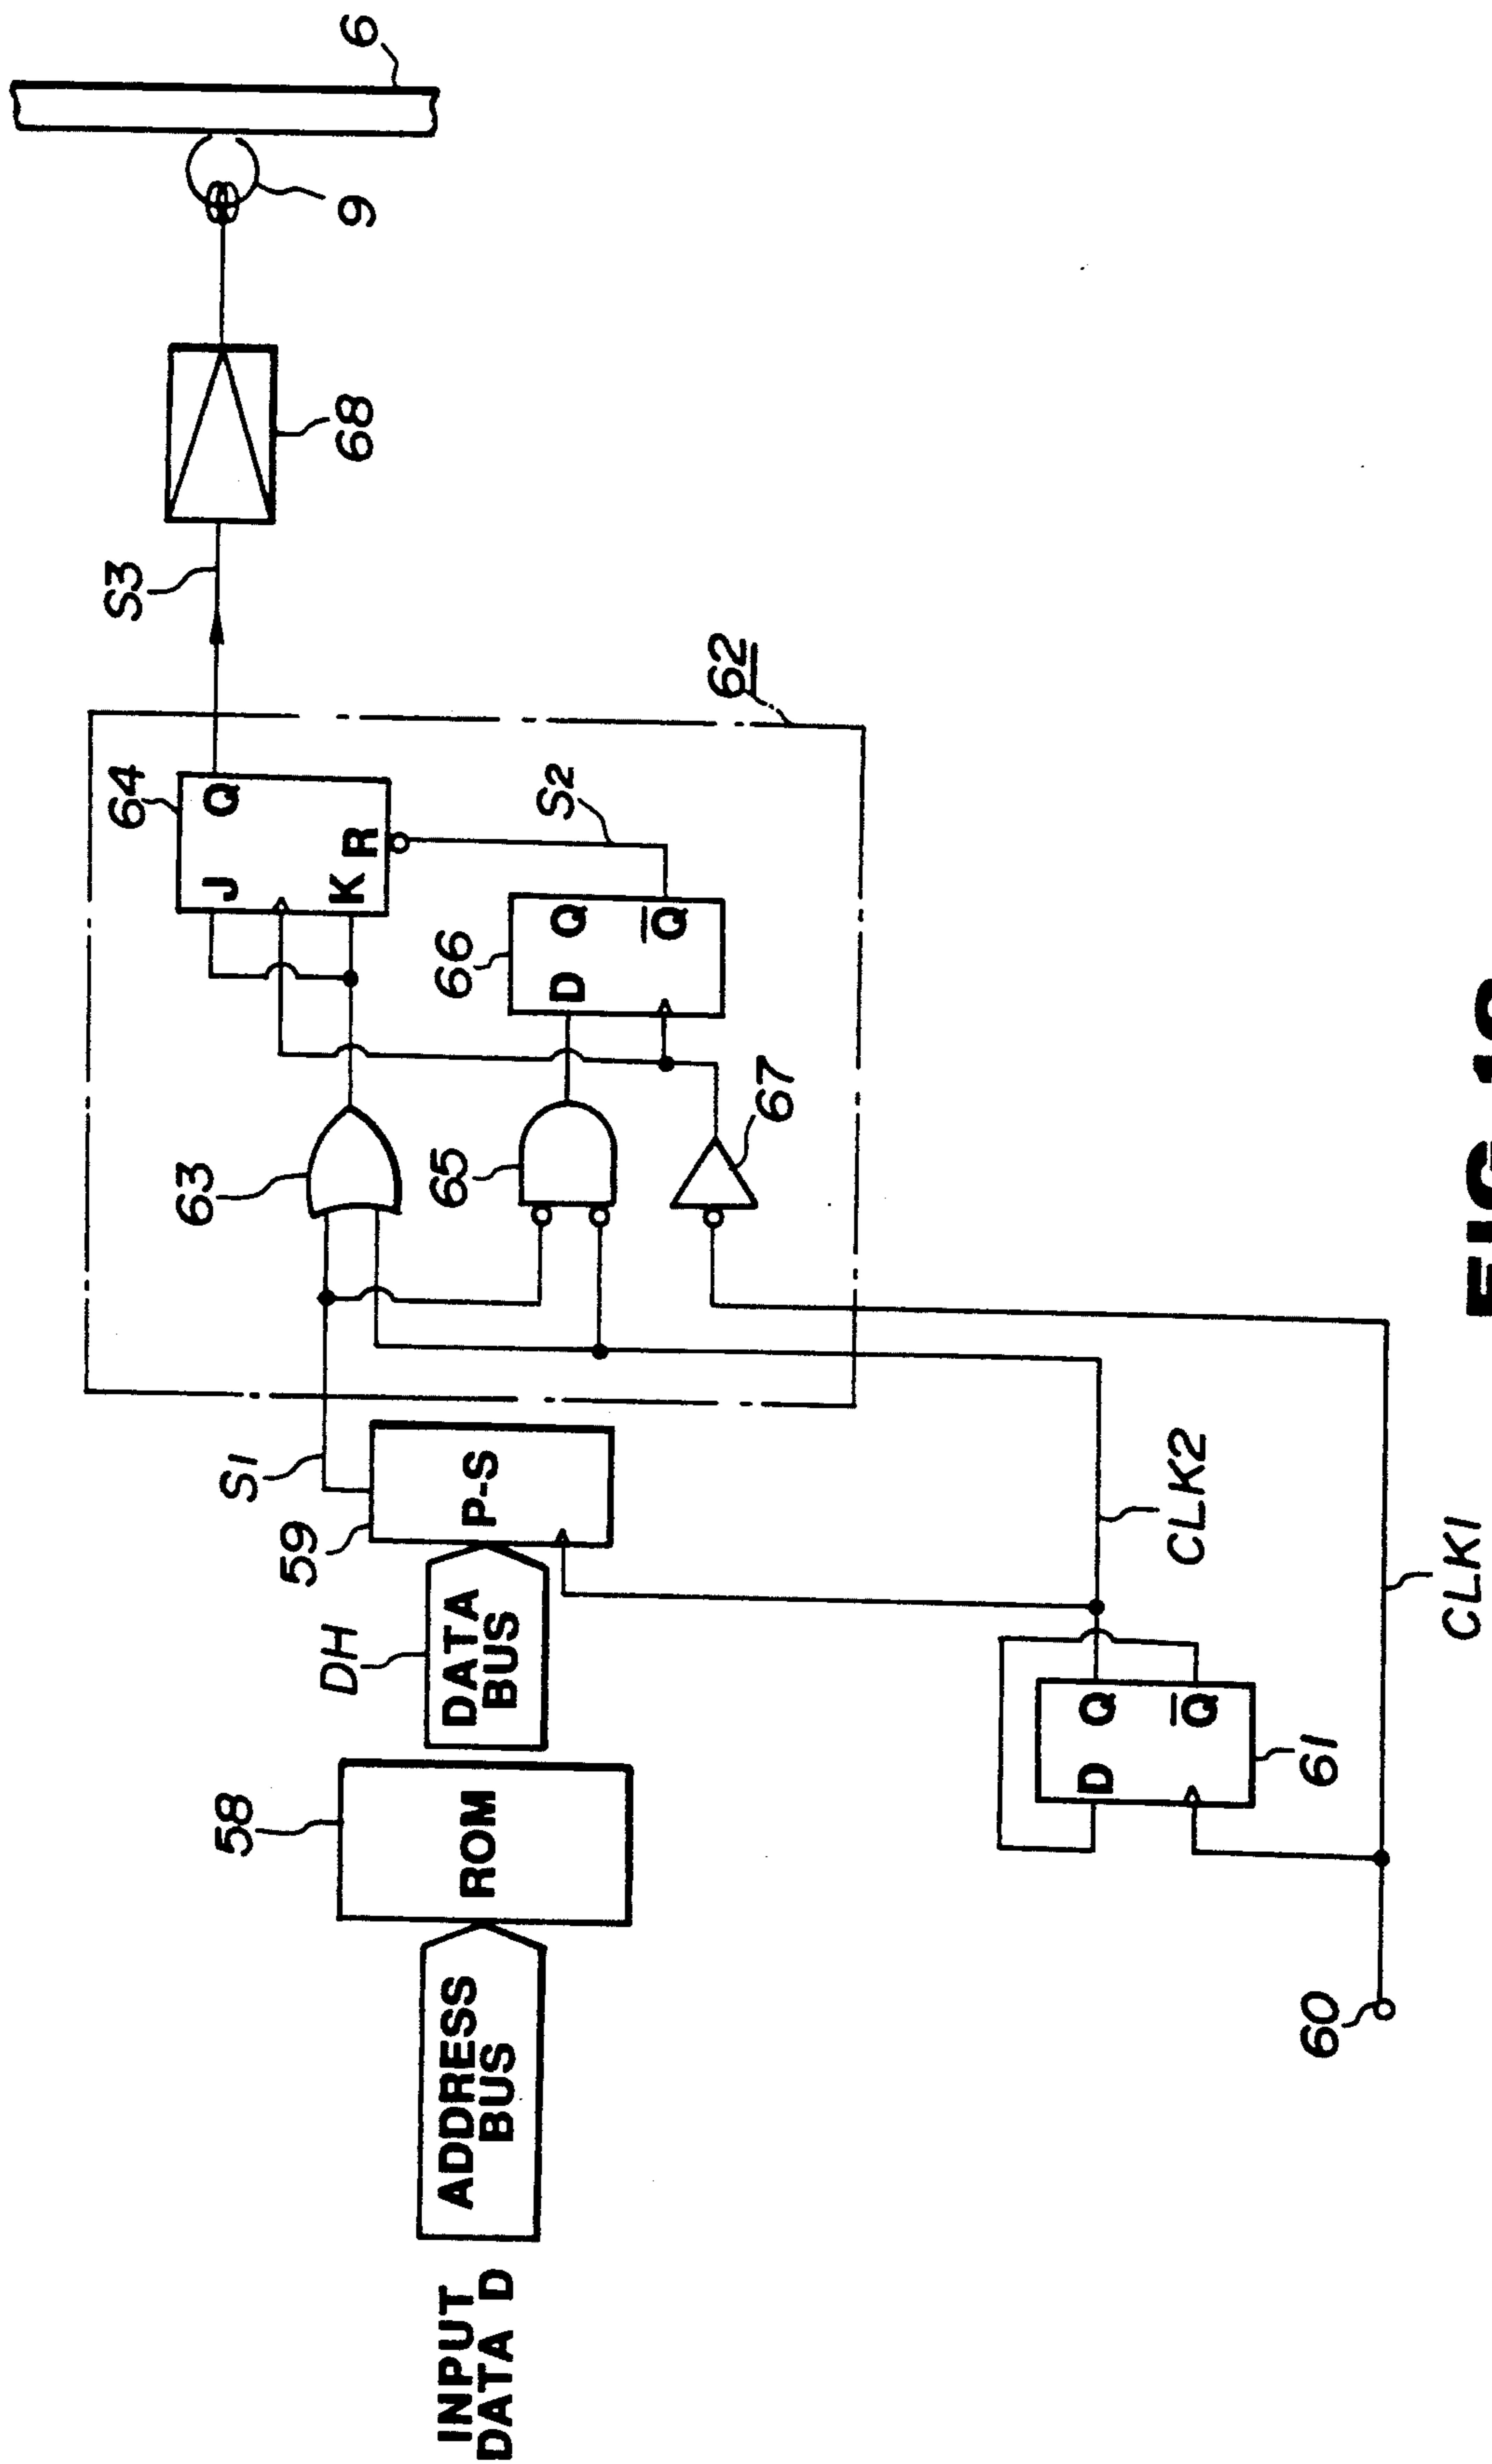 INPUT
DATA D
ADDRESS
BUS
58
ROM
DH
DATA
BUS
59
P-S
S1
63
65
67
64
J
Q
K
R
66
D
Q
Q̅
S2
62
S3
68
9
6
60
61
D
Q
Q̅
CLK2
CLK1